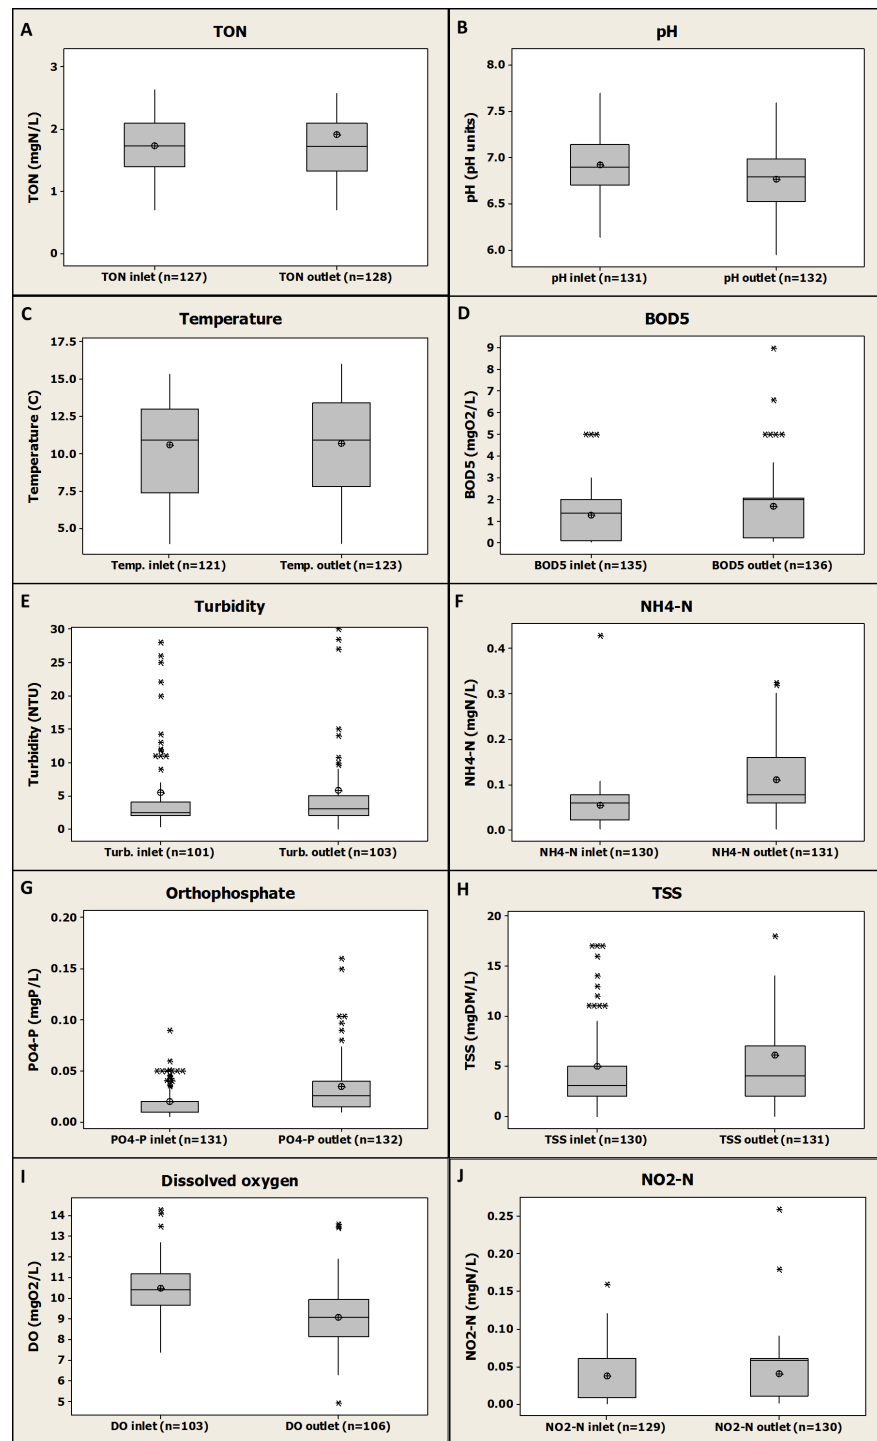 A TON
TON (mgN/L)
3
2
1
0
TON inlet (n=127) TON outlet (n=128)
B pH
pH (pH units)
8.0
7.5
7.0
6.5
6.0
pH inlet (n=131) pH outlet (n=132)
C Temperature
Temperature (C)
17.5
15.0
12.5
10.0
7.5
5.0
Temp. inlet (n=121) Temp. outlet (n=123)
D BOD5
BOD5 (mgO2/L)
9
8
7
6
5
4
3
2
1
0
BOD5 inlet (n=135) BOD5 outlet (n=136)
E Turbidity
Turbidity (NTU)
30
25
20
15
10
5
0
Turb. inlet (n=101) Turb. outlet (n=103)
F NH4-N
NH4-N (mgN/L)
0.4
0.3
0.2
0.1
0.0
NH4-N inlet (n=130) NH4-N outlet (n=131)
G Orthophosphate
PO4-P (mgP/L)
0.20
0.15
0.10
0.05
0.00
PO4-P inlet (n=131) PO4-P outlet (n=132)
H TSS
TSS (mgDM/L)
20
15
10
5
0
TSS inlet (n=130) TSS outlet (n=131)
I Dissolved oxygen
DO (mgO2/L)
14
13
12
11
10
9
8
7
6
5
DO inlet (n=103) DO outlet (n=106)
J NO2-N
NO2-N (mgN/L)
0.25
0.20
0.15
0.10
0.05
0.00
NO2-N inlet (n=129) NO2-N outlet (n=130)